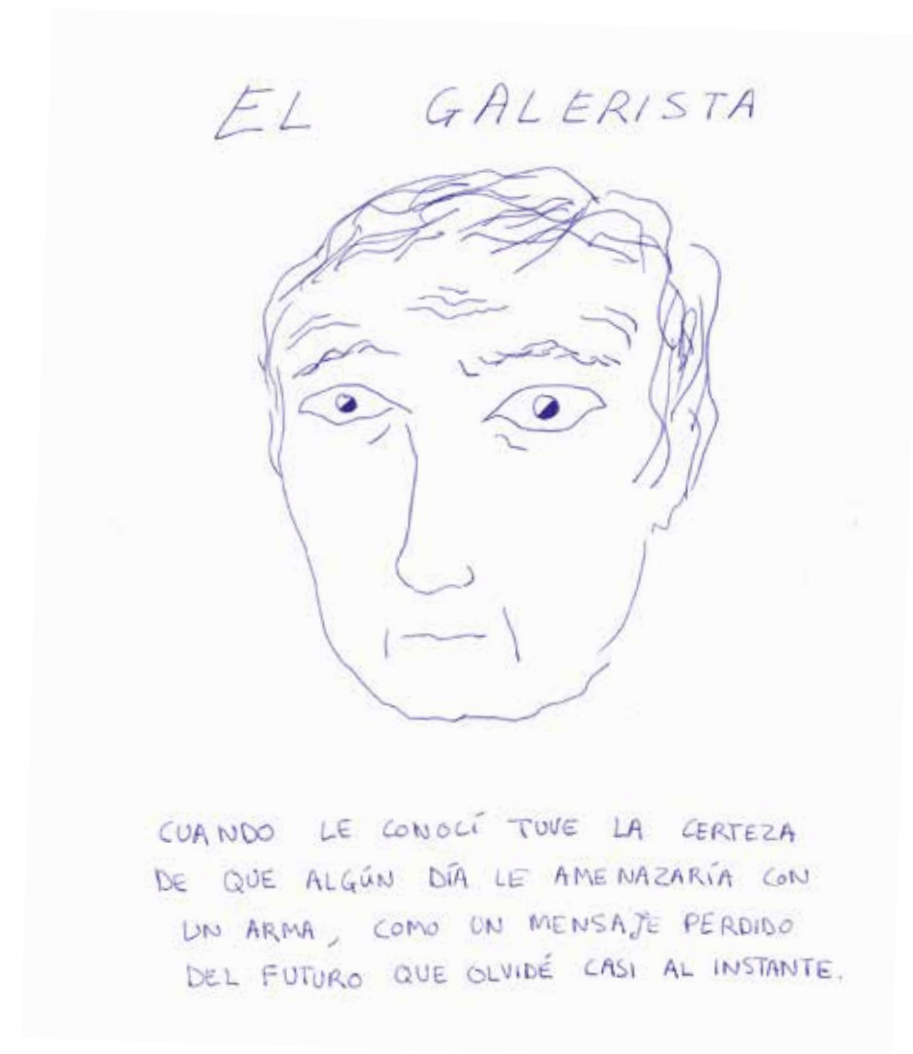 EL GALERISTA
CUANDO LE CONOCÍ TUVE LA CERTEZA
DE QUE ALGÚN DÍA LE AMENAZARÍA CON
UN ARMA, COMO UN MENSAJE PERDIDO
DEL FUTURO QUE OLVIDÉ CASI AL INSTANTE.